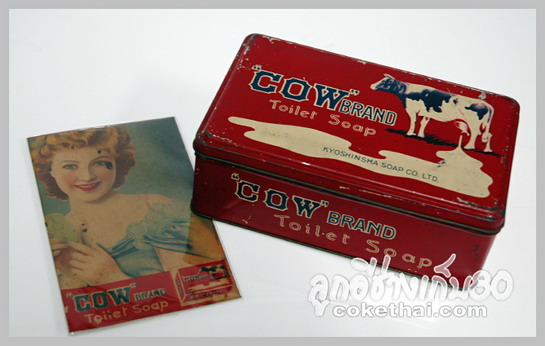 "COW" BRAND
Toilet Soap
KYOSHINSHA SOAP CO. LTD.
"COW" BRAND
Toilet Soap
"COW" BRAND
Toilet Soap
ลูกอีช่างเก็บ30
cokethai.com